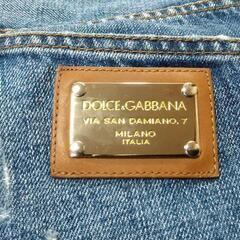 DOLCE&GABBANA
VIA SAN DAMIANO, 7
MILANO
ITALIA